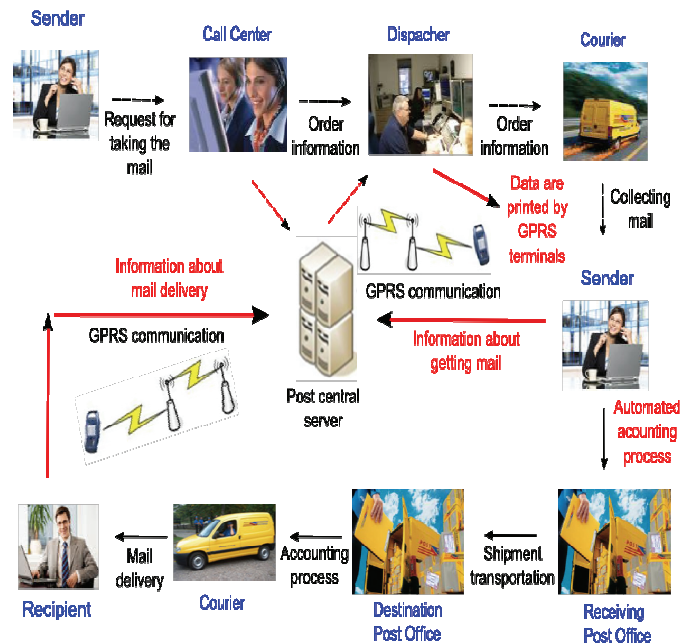 Sender
Call Center
Dispacher
Courier
Request for
taking the
mail
Order
information
Order
information
Data are
printed by
GPRS
terminals
Collecting
mail
Information about
mail delivery
GPRS communication
GPRS communication
Sender
Information about
getting mail
Post central
server
Automated
acounting
process
Mail
delivery
Accounting
process
Shipment
transportation
Recipient
Courier
Destination
Post Office
Receiving
Post Office